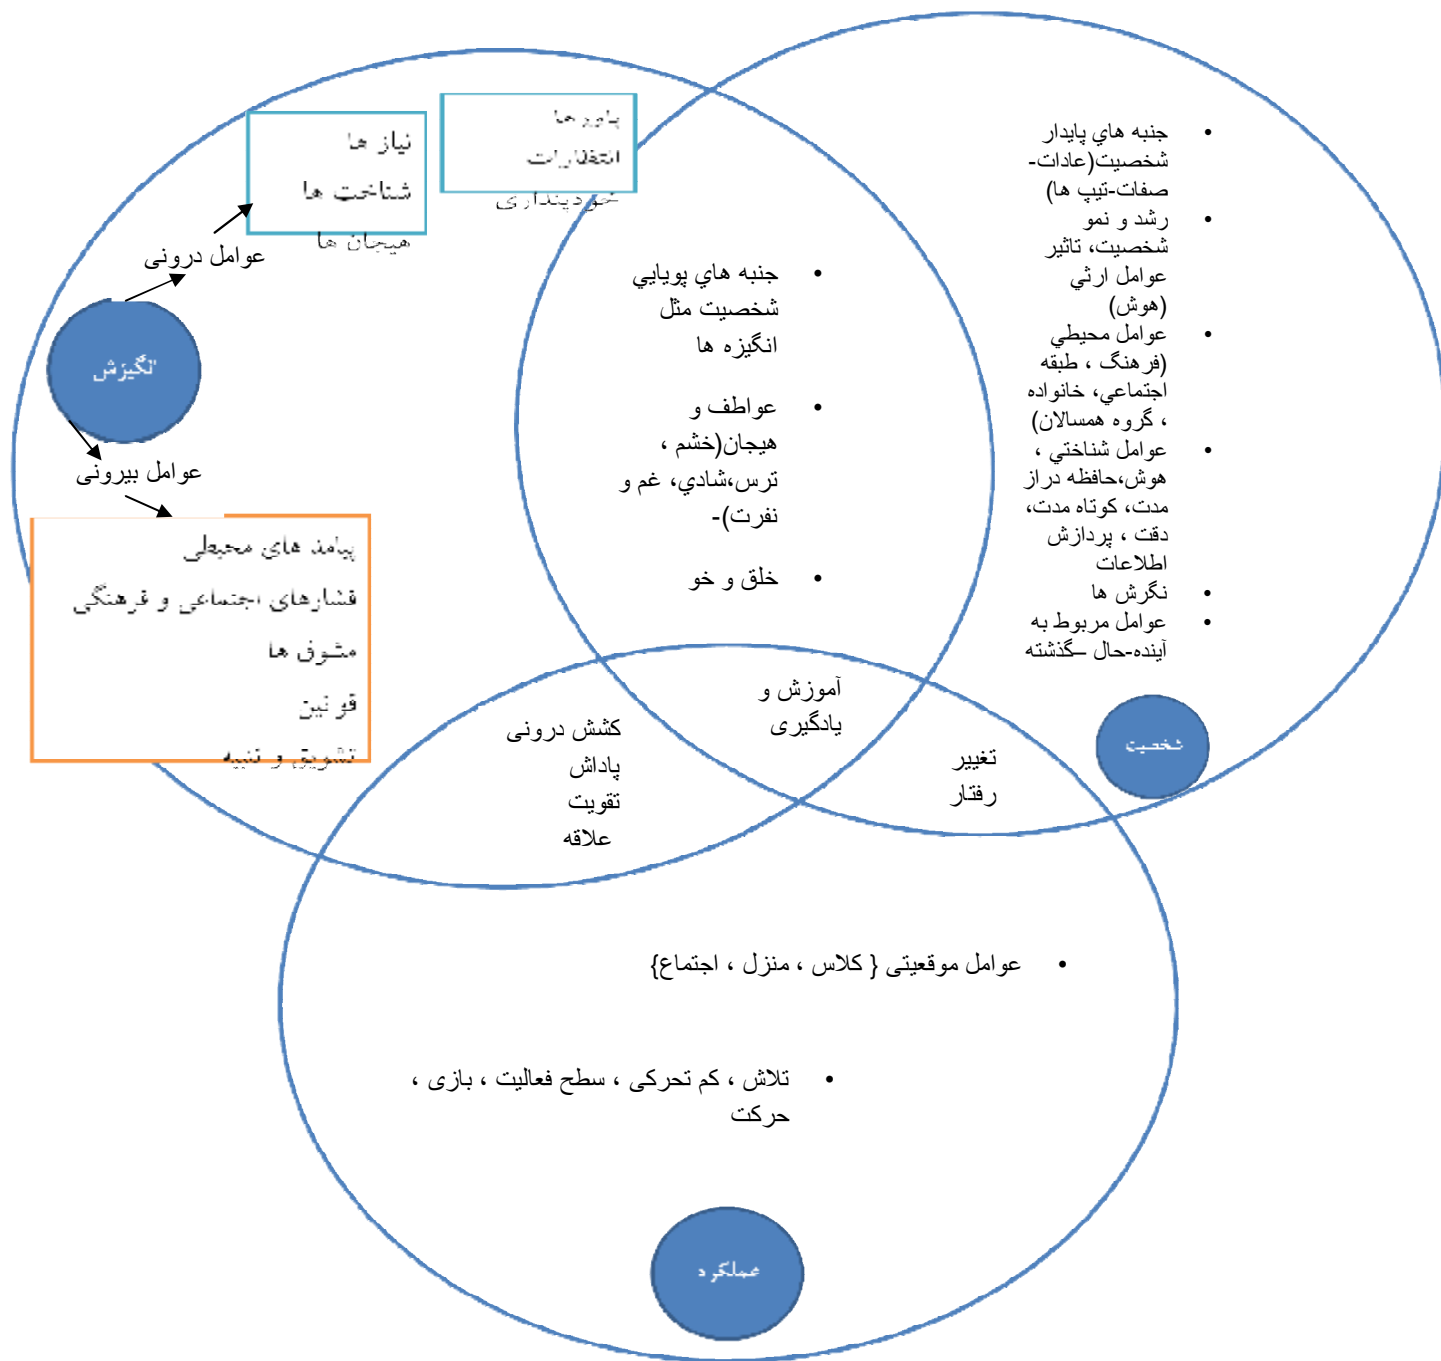 باورها
انتظارات
خودپنداری
نیاز ها
شناخت ها
هیجان ها
عوامل درونی
انگیزش
عوامل بیرونی
پیامد های محیطی
فشارهای اجتماعی و فرهنگی
مشوق ها
قوانین
تشویق و تنبیه
• جنبه هاي پويايي
شخصيت مثل
انگيزه ها
• عواطف و
هيجان(خشم ،
ترس،شادي، غم و
نفرت)-
• خلق و خو
• جنبه هاي پايدار
شخصيت(عادات-
صفات-تيپ ها)
• رشد و نمو
شخصيت، تاثير
عوامل ارثي
(هوش)
• عوامل محيطي
(فرهنگ ، طبقه
اجتماعي، خانواده
، گروه همسالان)
• عوامل شناختي ،
هوش،حافظه دراز
مدت، كوتاه مدت،
دقت ، پردازش
اطلاعات
• نگرش ها
• عوامل مربوط به
آينده-حال –گذشته
شخصیت
آموزش و
یادگیری
کشش درونی
پاداش
تقویت
علاقه
تغییر
رفتار
• عوامل موقعیتی { کلاس ، منزل ، اجتماع}
• تلاش ، کم تحرکی ، سطح فعالیت ، بازی ،
حرکت
عملکرد